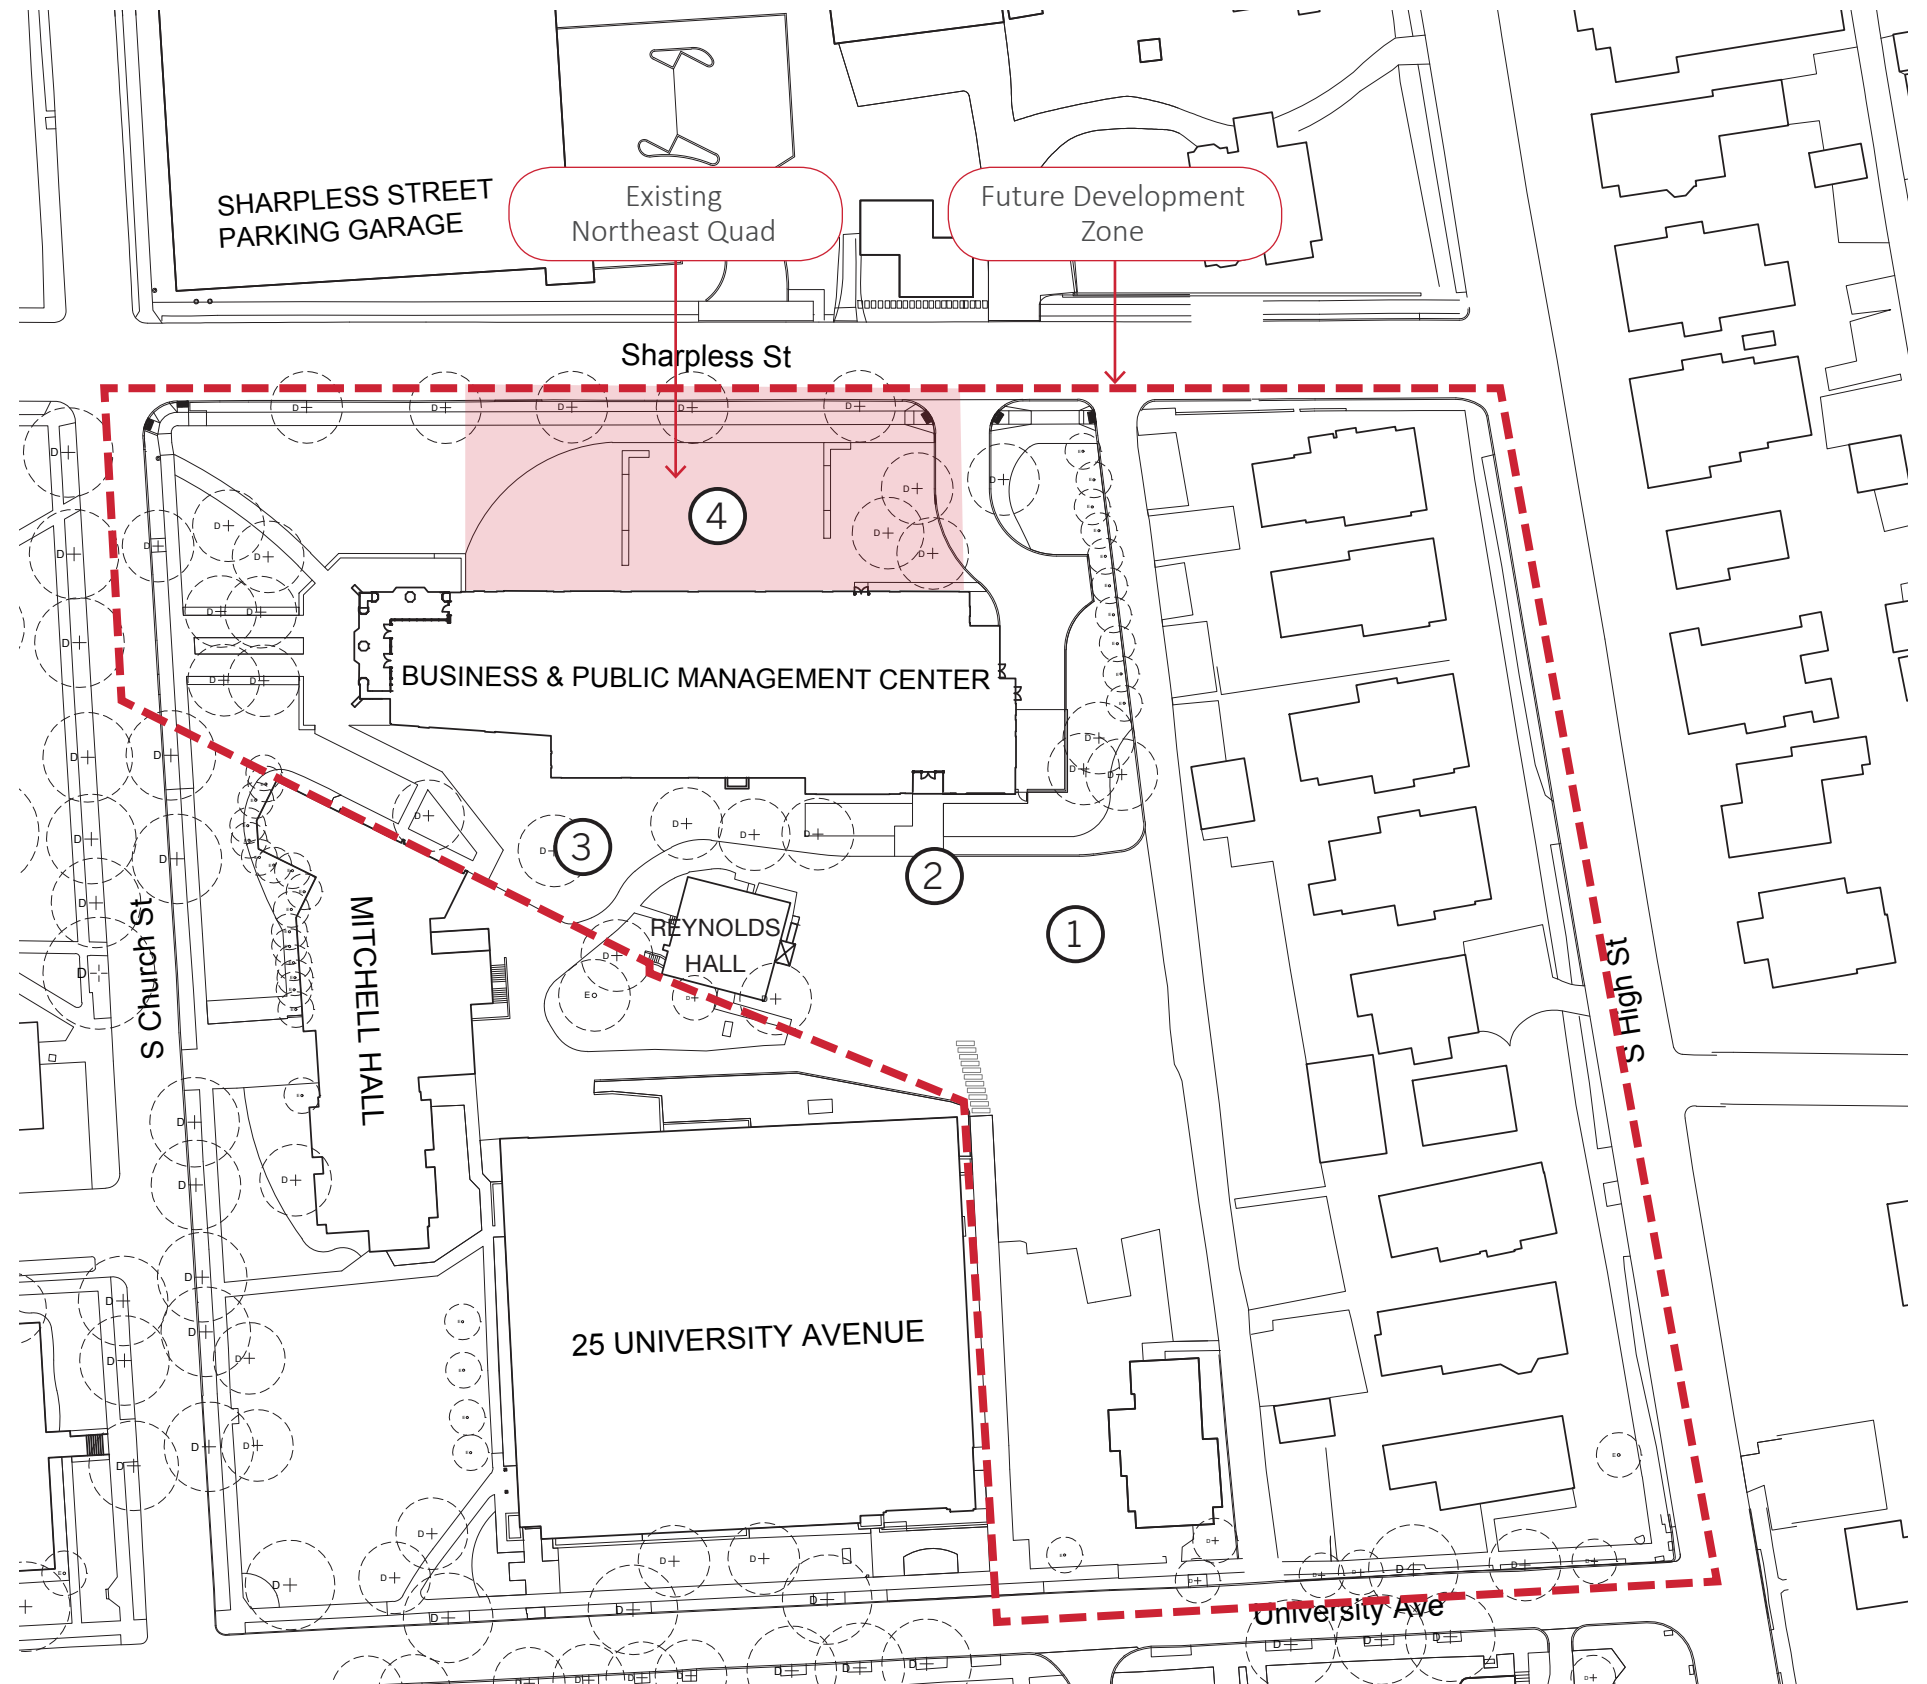 SHARPLESS STREET
PARKING GARAGE
Existing
Northeast Quad
Future Development
Zone
Sharpless St
4
BUSINESS & PUBLIC MANAGEMENT CENTER
3
2
1
REYNOLDS
HALL
MITCHELL HALL
S Church St
S High St
25 UNIVERSITY AVENUE
University Ave